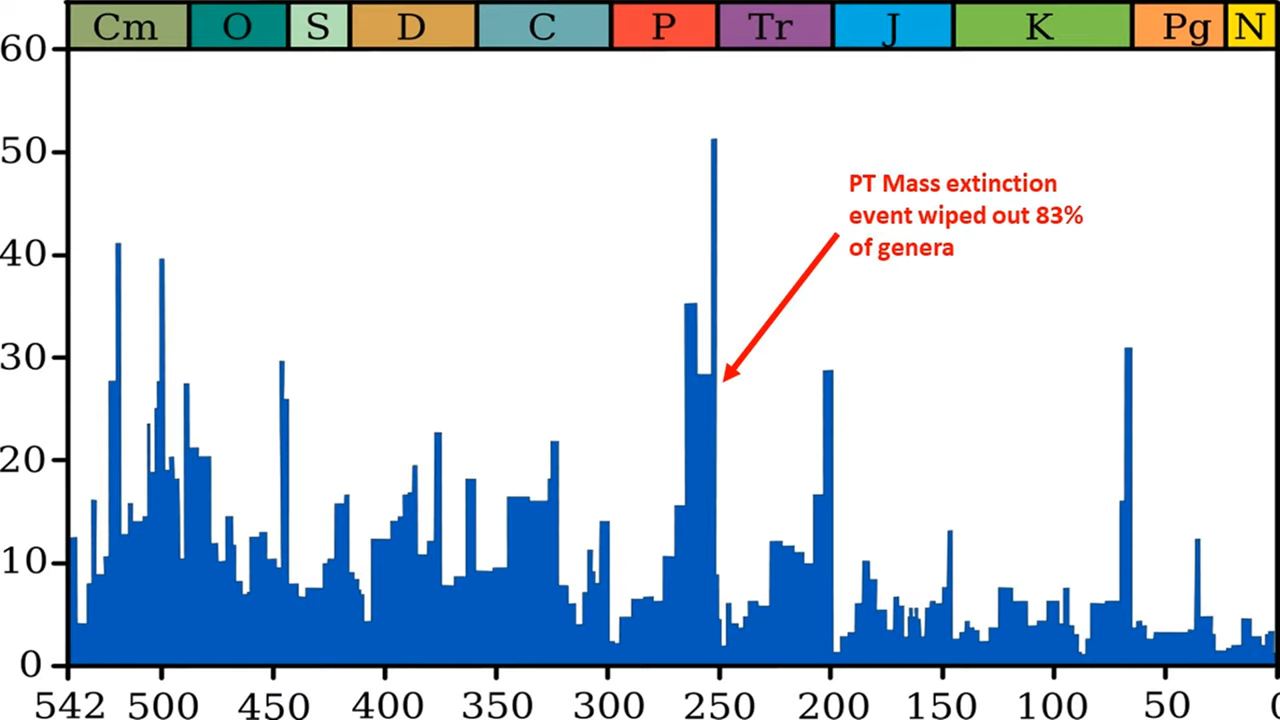 Cm O S D C P Tr J K Pg N
60
50
PT Mass extinction
event wiped out 83%
of genera
40
30
20
10
0
542 500 450 400 350 300 250 200 150 100 50 0